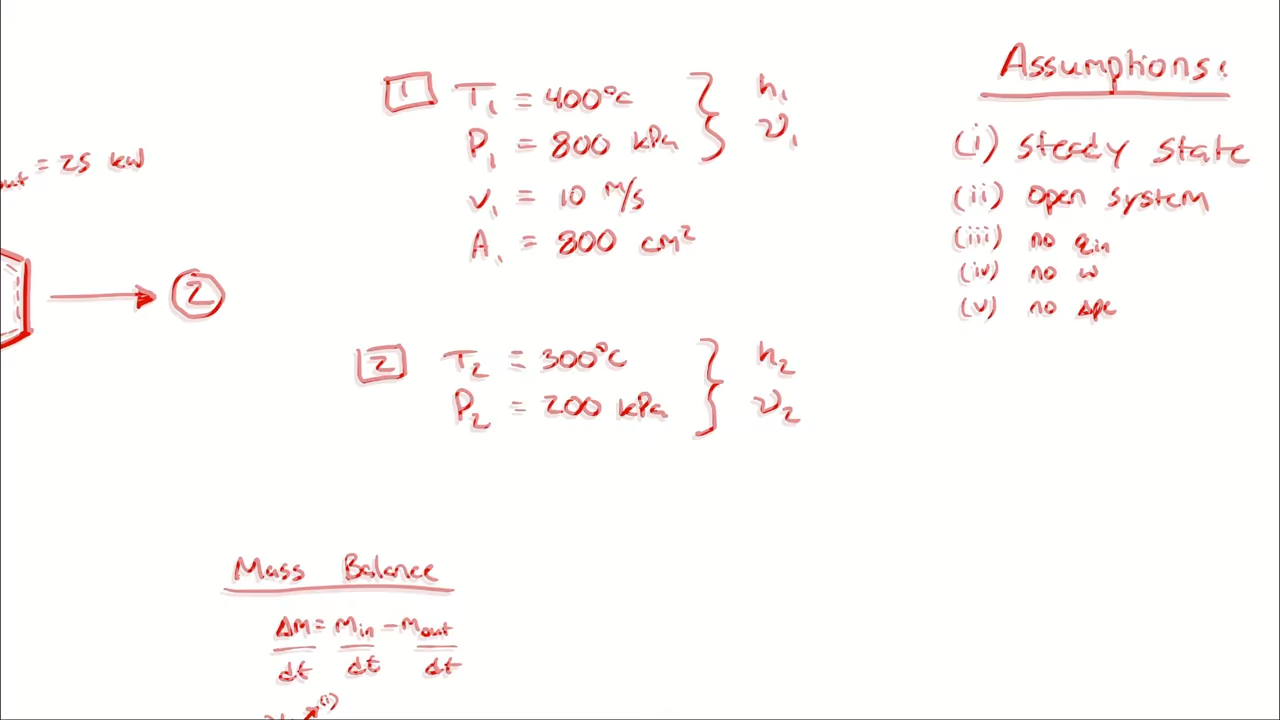 out = 25 kW
2
1 T1 = 400°C h1
P1 = 800 kPa v1
V1 = 10 m/s
A1 = 800 cm²
2 T2 = 300°C h2
P2 = 200 kPa v2
Assumptions:
(i) steady state
(ii) open system
(iii) no qin
(iv) no w
(v) no Δpe
Mass Balance
Δm = min - mout
dt dt dt
(i)